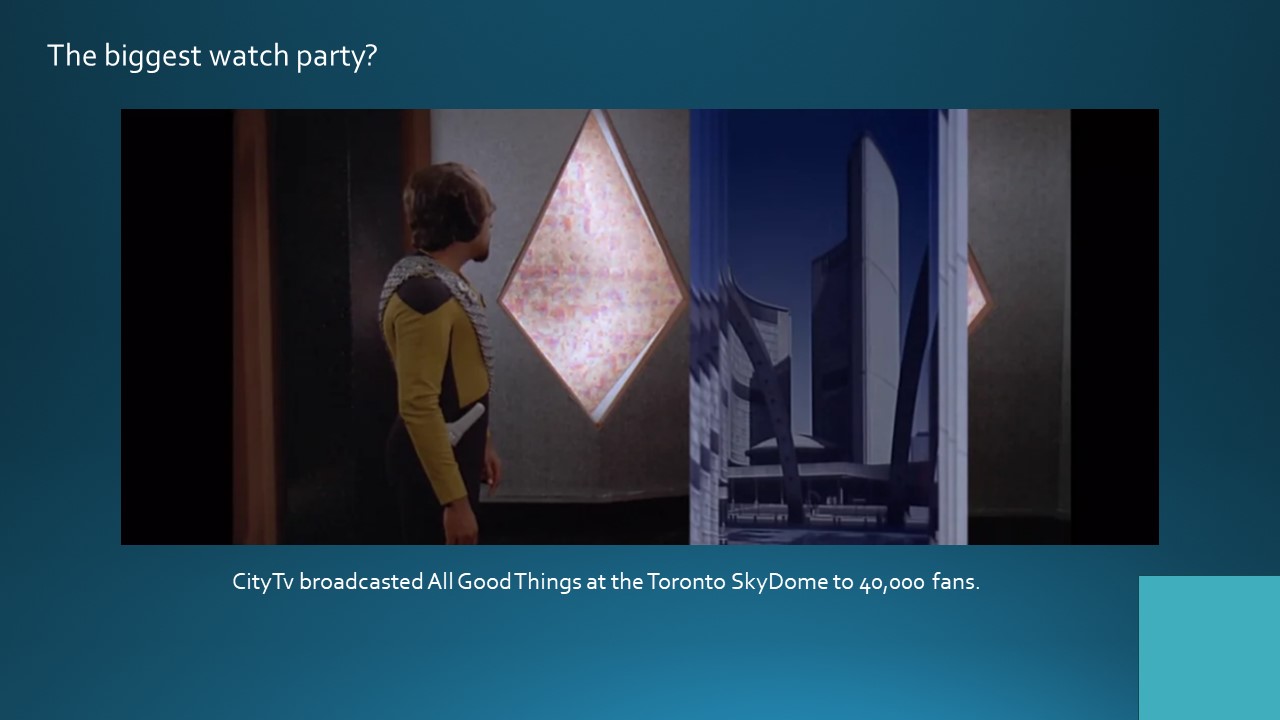 The biggest watch party?
CityTv broadcasted All Good Things at the Toronto SkyDome to 40,000 fans.